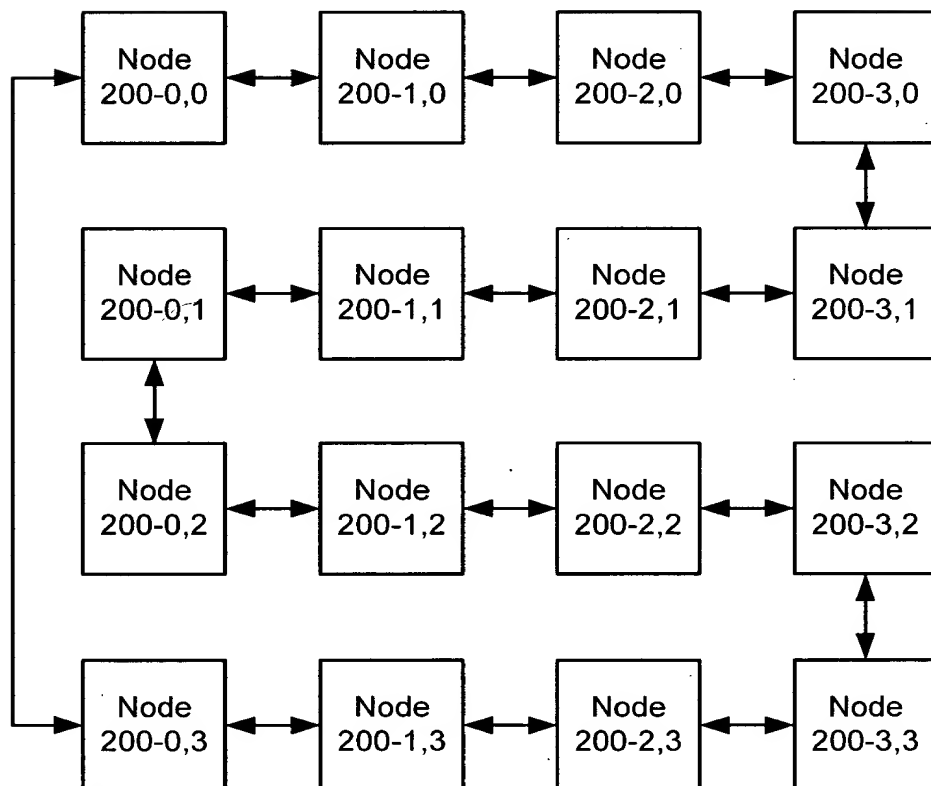 Node
200-0,0
Node
200-1,0
Node
200-2,0
Node
200-3,0
Node
200-0,1
Node
200-1,1
Node
200-2,1
Node
200-3,1
Node
200-0,2
Node
200-1,2
Node
200-2,2
Node
200-3,2
Node
200-0,3
Node
200-1,3
Node
200-2,3
Node
200-3,3